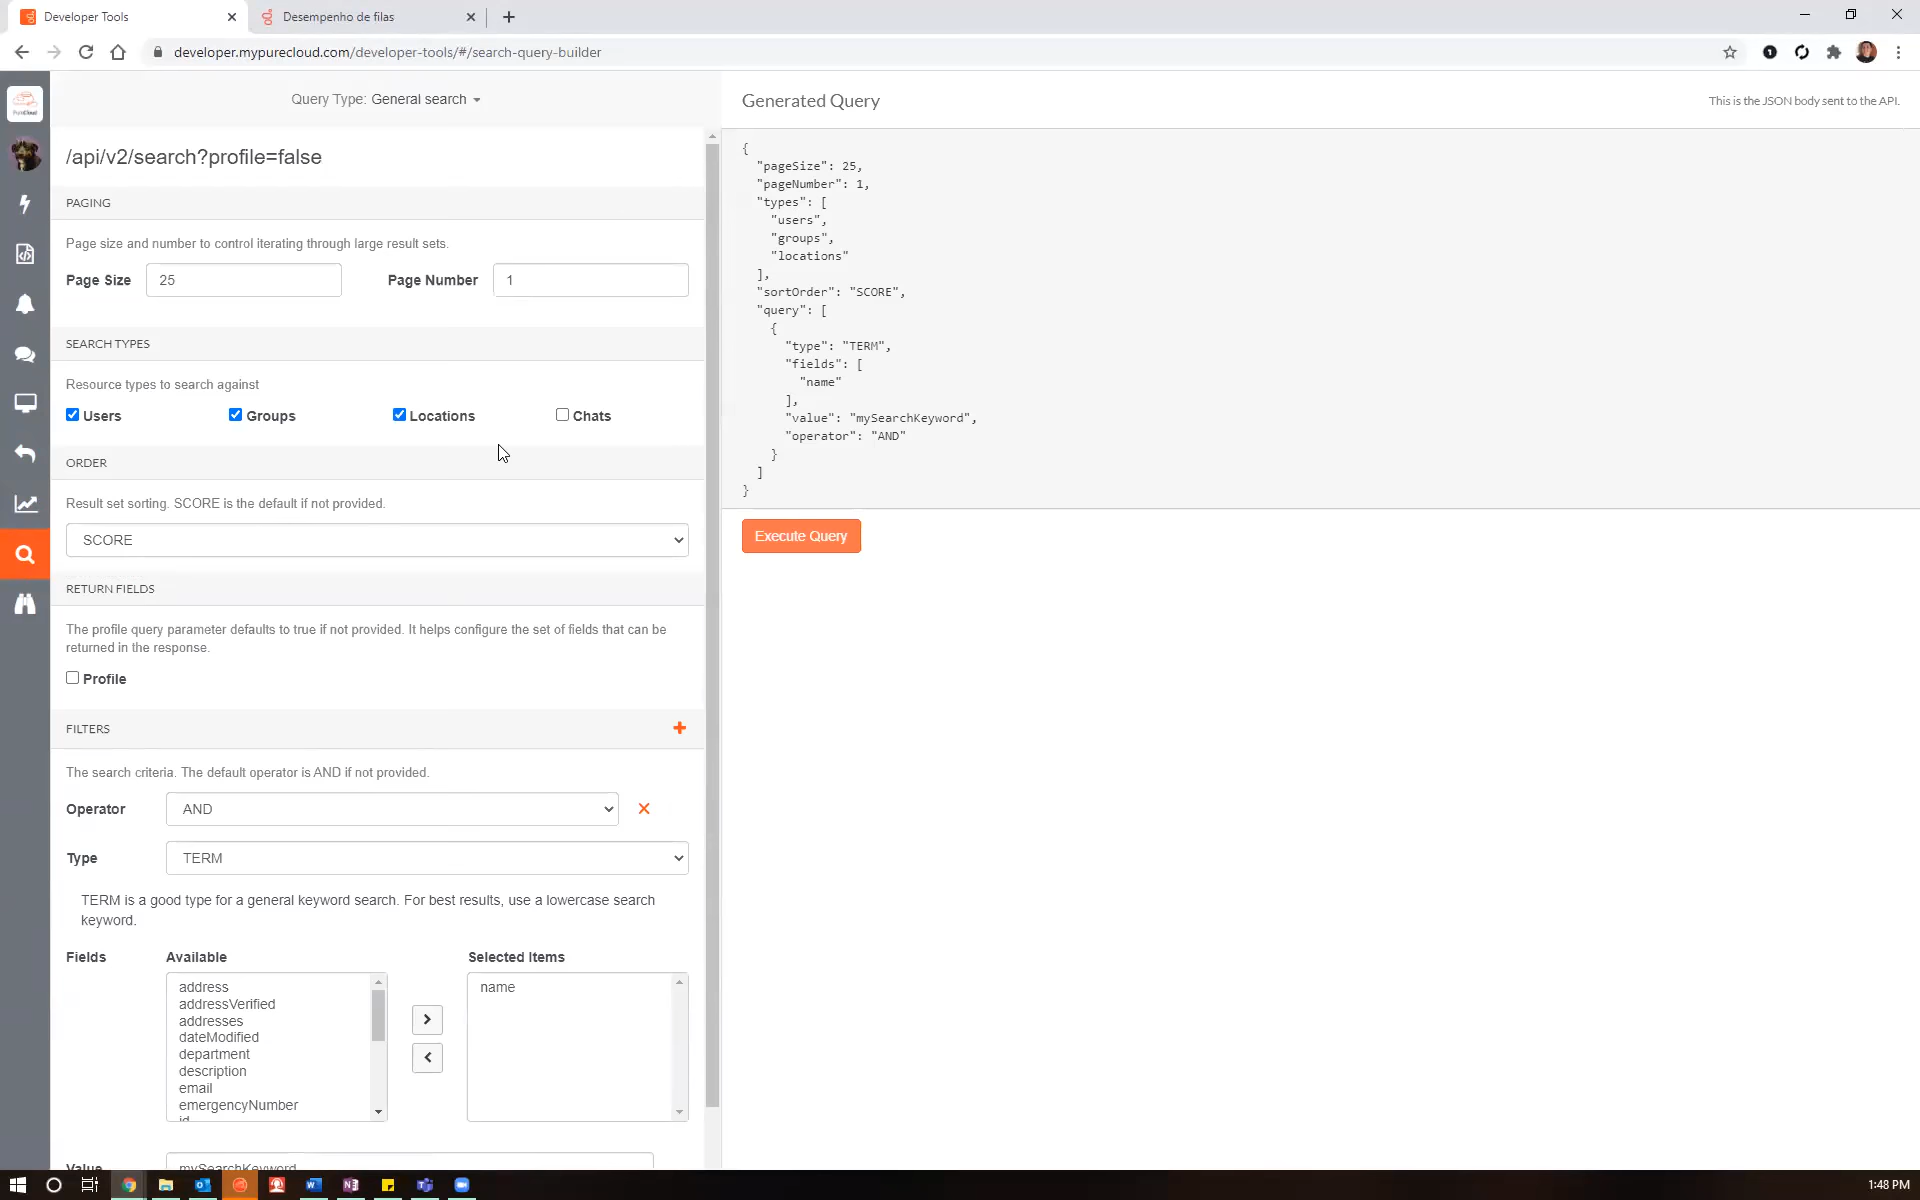 Developer Tools
Desempenho de filas
developer.mypurecloud.com/developer-tools/#/search-query-builder
Query Type: General search
/api/v2/search?profile=false
PAGING
Page size and number to control iterating through large result sets.
Page Size 25 Page Number 1
SEARCH TYPES
Resource types to search against
Users Groups Locations Chats
ORDER
Result set sorting. SCORE is the default if not provided.
SCORE
RETURN FIELDS
The profile query parameter defaults to true if not provided. It helps configure the set of fields that can be
returned in the response.
Profile
FILTERS +
The search criteria. The default operator is AND if not provided.
Operator AND
Type TERM
TERM is a good type for a general keyword search. For best results, use a lowercase search
keyword.
Fields Available Selected Items
address
addressVerified
addresses
dateModified
department
description
email
emergencyNumber
id
name
Value mySearchKeyword
Generated Query
This is the JSON body sent to the API.
{
"pageSize": 25,
"pageNumber": 1,
"types": [
"users",
"groups",
"locations"
],
"sortOrder": "SCORE",
"query": [
{
"type": "TERM",
"fields": [
"name"
],
"value": "mySearchKeyword",
"operator": "AND"
}
]
}
Execute Query
1:48 PM